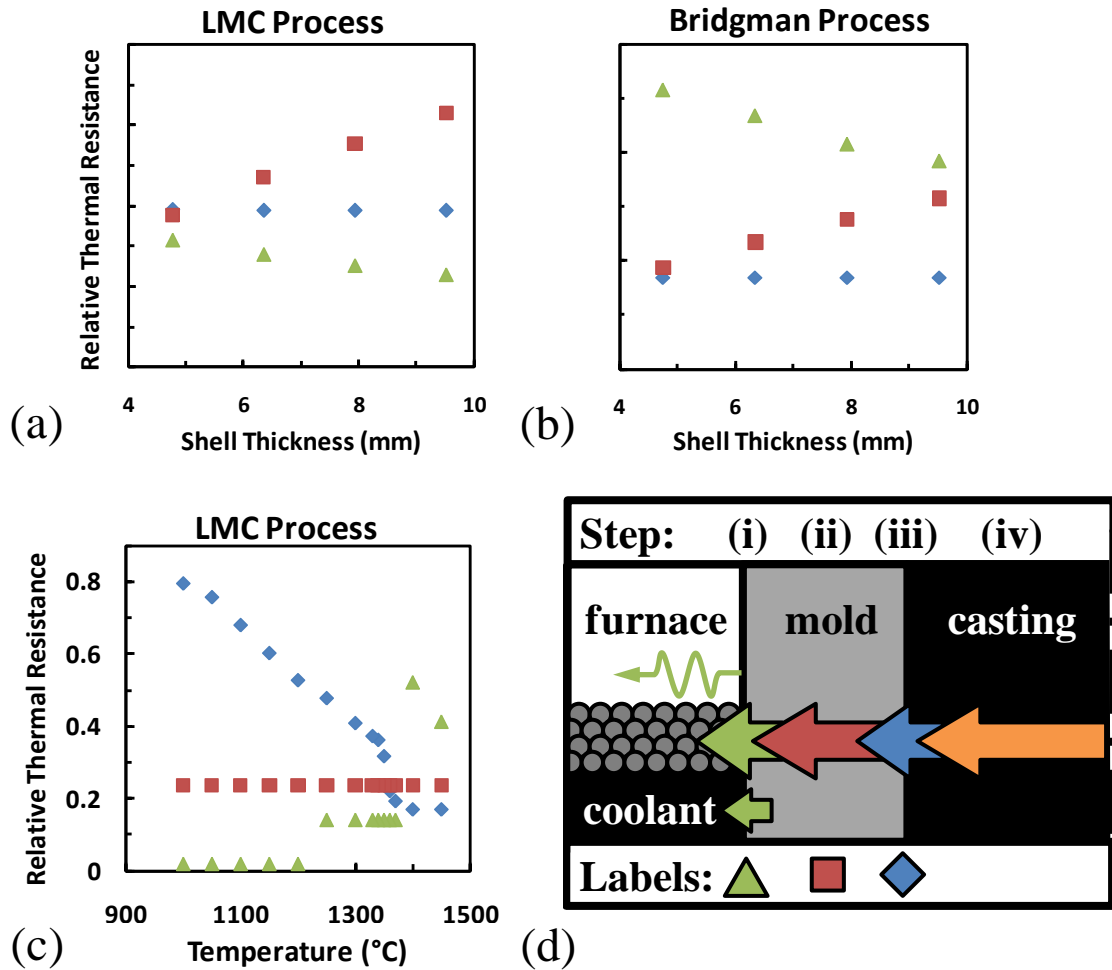 LMC Process
Relative Thermal Resistance
4 6 8 10
Shell Thickness (mm)
(a)
Bridgman Process
4 6 8 10
Shell Thickness (mm)
(b)
LMC Process
Relative Thermal Resistance
0.8
0.6
0.4
0.2
0
900 1100 1300 1500
Temperature (°C)
(c)
Step: (i) (ii) (iii) (iv)
furnace mold casting
coolant
Labels:
(d)